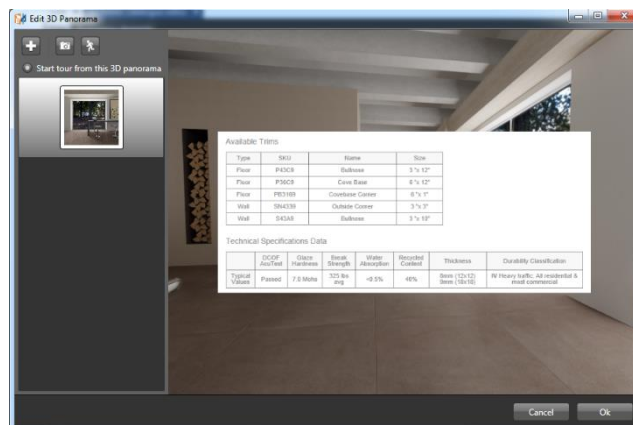 Edit 3D Panorama
Start tour from this 3D panorama
Available Trims
Type SKU Name Size
Floor P43C9 Bullnose 3 "x 12"
Floor P36C9 Cove Base 6 "x 12"
Floor PB3169 Covebase Corner 6 "x 1"
Wall SN4339 Outside Corner 3 "x 3"
Wall S43A9 Bullnose 3 "x 18"
Technical Specifications Data
DCOF AcuTest Glaze Hardness Break Strength Water Absorption Recycled Content Thickness Durability Classification
Typical Values Passed 7.5 Mohs 325 lbs avg <0.5% 40% 9mm (12x12) 9mm (18x18) IV Heavy traffic: All residential & most commercial
Cancel Ok